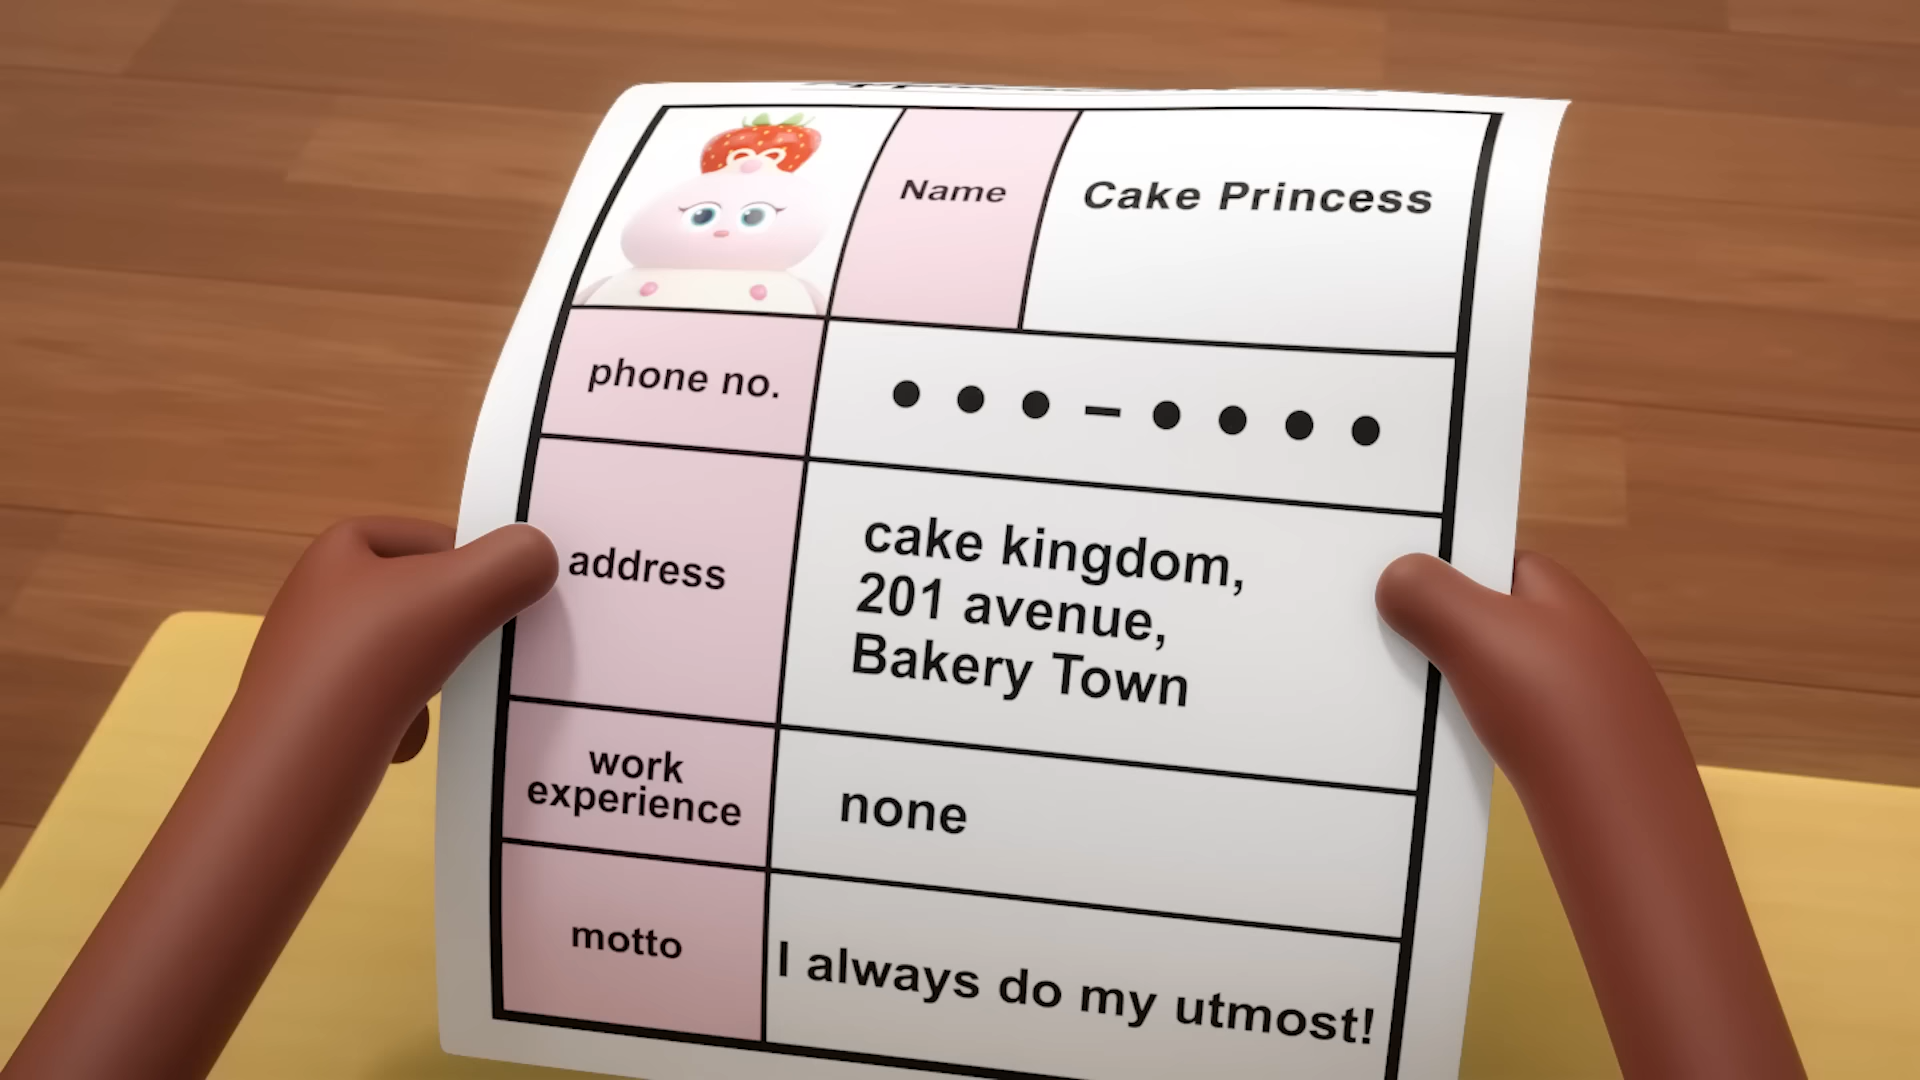 Name
Cake Princess
phone no.
●●●–●●●●
address
cake kingdom,
201 avenue,
Bakery Town
work
experience
none
motto
I always do my utmost!